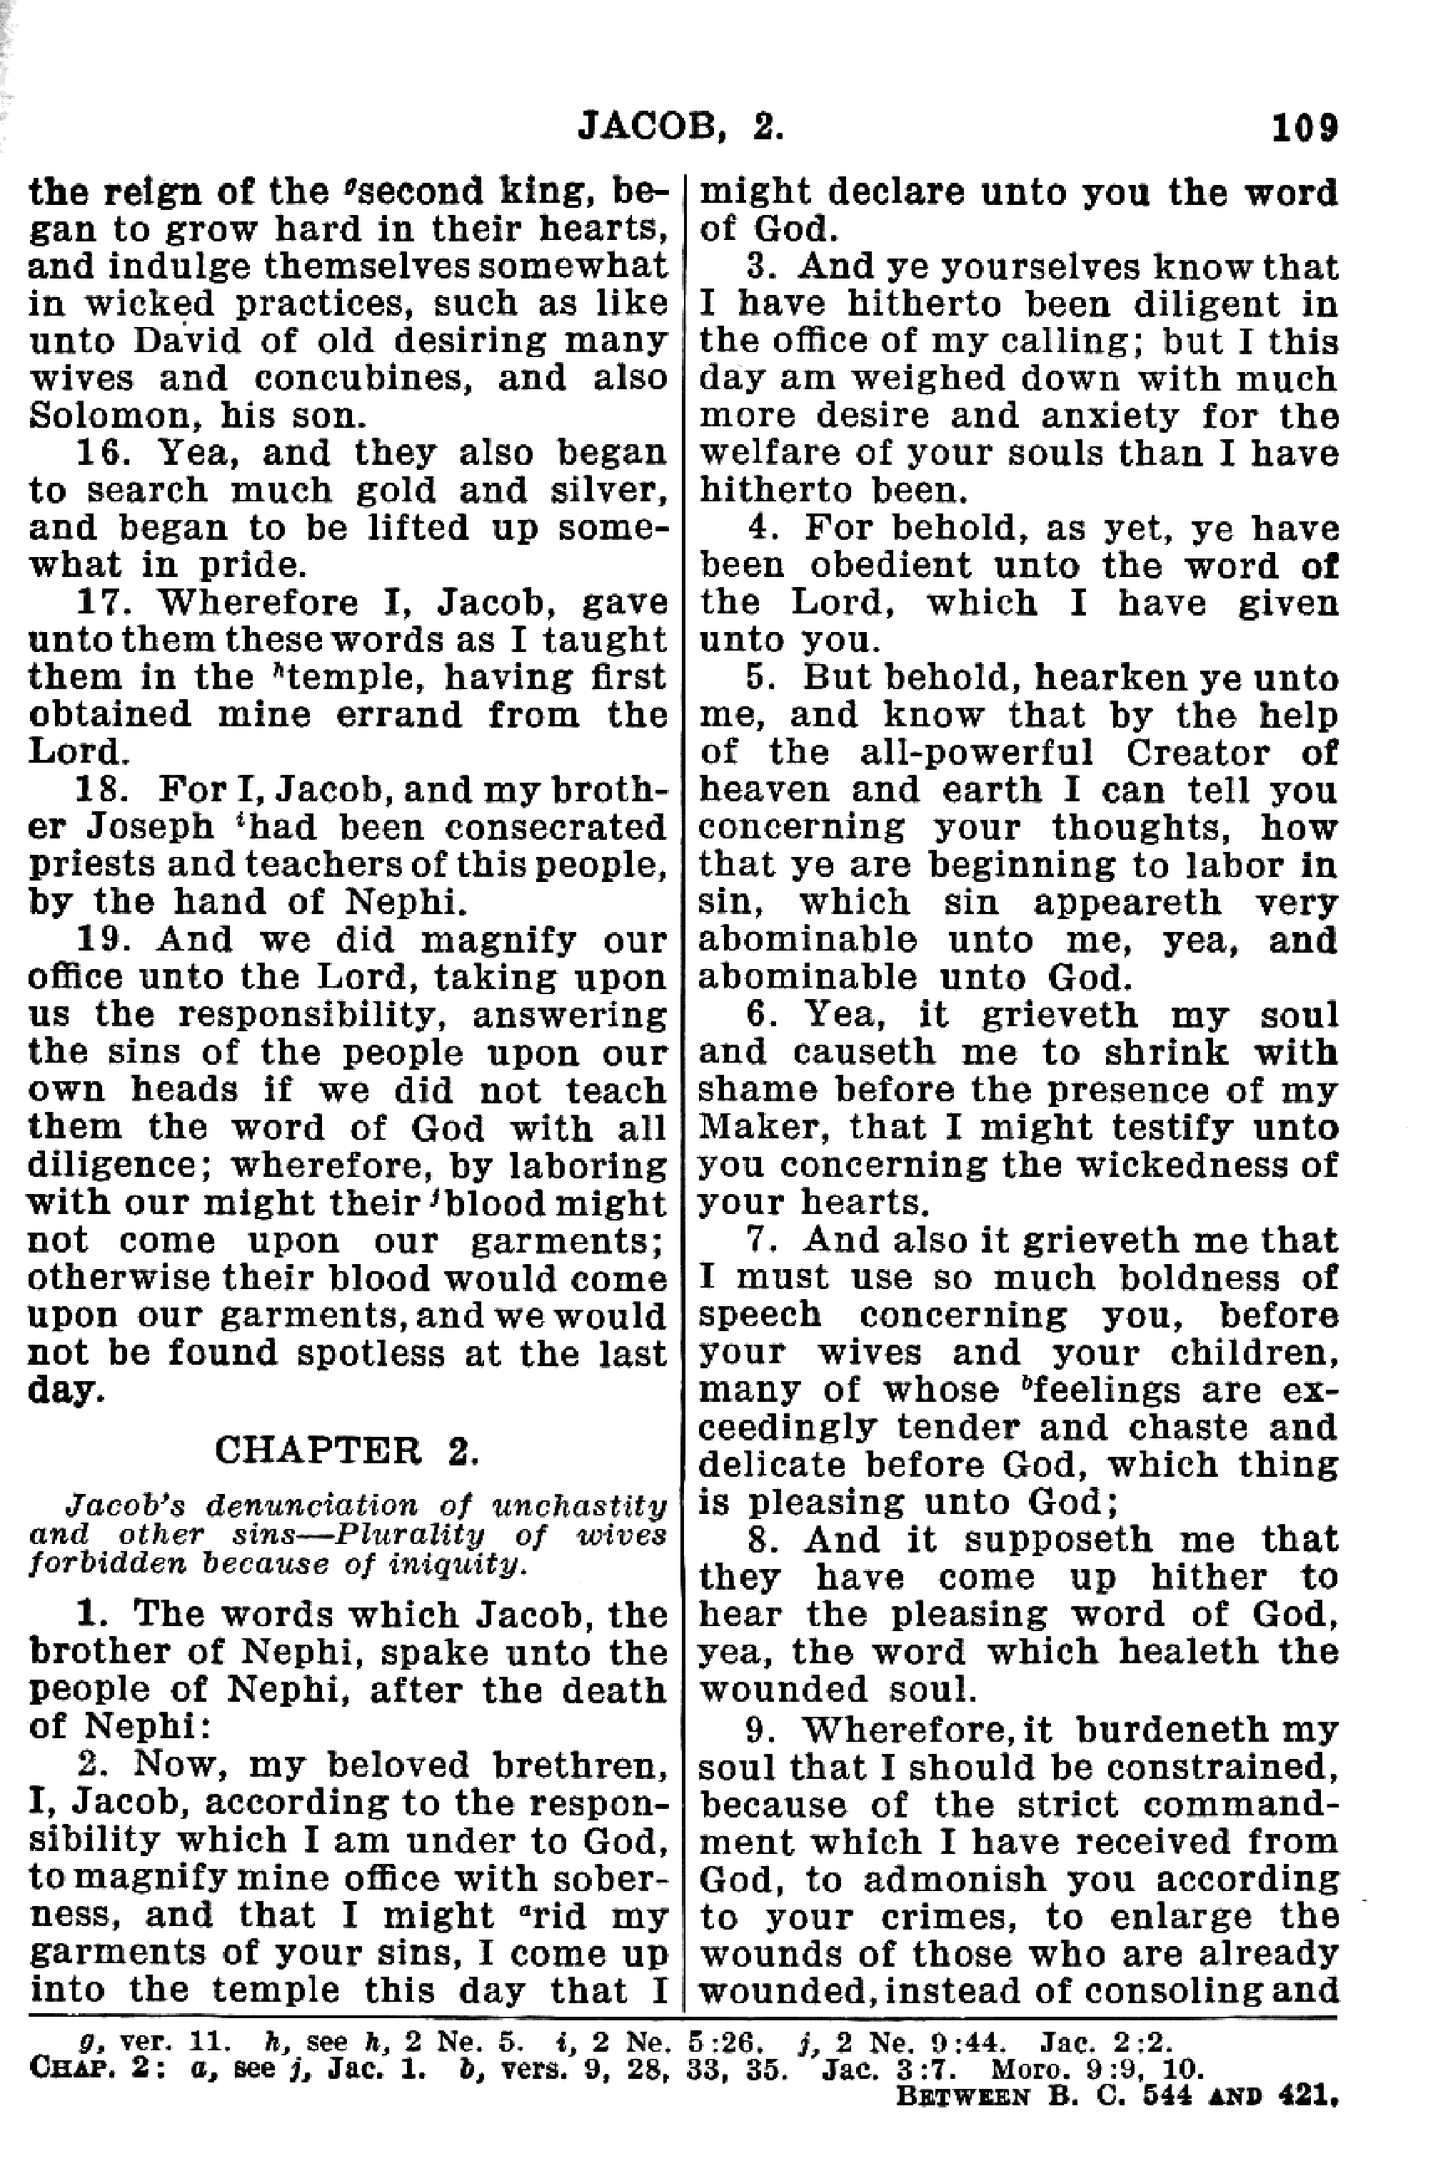 JACOB, 2. 109
the reign of the gsecond king, be-
gan to grow hard in their hearts,
and indulge themselves somewhat
in wicked practices, such as like
unto David of old desiring many
wives and concubines, and also
Solomon, his son.
16. Yea, and they also began
to search much gold and silver,
and began to be lifted up some-
what in pride.
17. Wherefore I, Jacob, gave
unto them these words as I taught
them in the htemple, having first
obtained mine errand from the
Lord.
18. For I, Jacob, and my broth-
er Joseph ihad been consecrated
priests and teachers of this people,
by the hand of Nephi.
19. And we did magnify our
office unto the Lord, taking upon
us the responsibility, answering
the sins of the people upon our
own heads if we did not teach
them the word of God with all
diligence; wherefore, by laboring
with our might their jblood might
not come upon our garments;
otherwise their blood would come
upon our garments, and we would
not be found spotless at the last
day.
CHAPTER 2.
Jacob's denunciation of unchastity
and other sins—Plurality of wives
forbidden because of iniquity.
1. The words which Jacob, the
brother of Nephi, spake unto the
people of Nephi, after the death
of Nephi:
2. Now, my beloved brethren,
I, Jacob, according to the respon-
sibility which I am under to God,
to magnify mine office with sober-
ness, and that I might arid my
garments of your sins, I come up
into the temple this day that I
might declare unto you the word
of God.
3. And ye yourselves know that
I have hitherto been diligent in
the office of my calling; but I this
day am weighed down with much
more desire and anxiety for the
welfare of your souls than I have
hitherto been.
4. For behold, as yet, ye have
been obedient unto the word of
the Lord, which I have given
unto you.
5. But behold, hearken ye unto
me, and know that by the help
of the all-powerful Creator of
heaven and earth I can tell you
concerning your thoughts, how
that ye are beginning to labor in
sin, which sin appeareth very
abominable unto me, yea, and
abominable unto God.
6. Yea, it grieveth my soul
and causeth me to shrink with
shame before the presence of my
Maker, that I might testify unto
you concerning the wickedness of
your hearts.
7. And also it grieveth me that
I must use so much boldness of
speech concerning you, before
your wives and your children,
many of whose bfeelings are ex-
ceedingly tender and chaste and
delicate before God, which thing
is pleasing unto God;
8. And it supposeth me that
they have come up hither to
hear the pleasing word of God,
yea, the word which healeth the
wounded soul.
9. Wherefore, it burdeneth my
soul that I should be constrained,
because of the strict command-
ment which I have received from
God, to admonish you according
to your crimes, to enlarge the
wounds of those who are already
wounded, instead of consoling and
g, ver. 11. h, see h, 2 Ne. 5. i, 2 Ne. 5:26. j, 2 Ne. 9:44. Jac. 2:2.
CHAP. 2: a, see j, Jac. 1. b, vers. 9, 28, 33, 35. Jac. 3:7. Moro. 9:9, 10.
BETWEEN B. C. 544 AND 421.